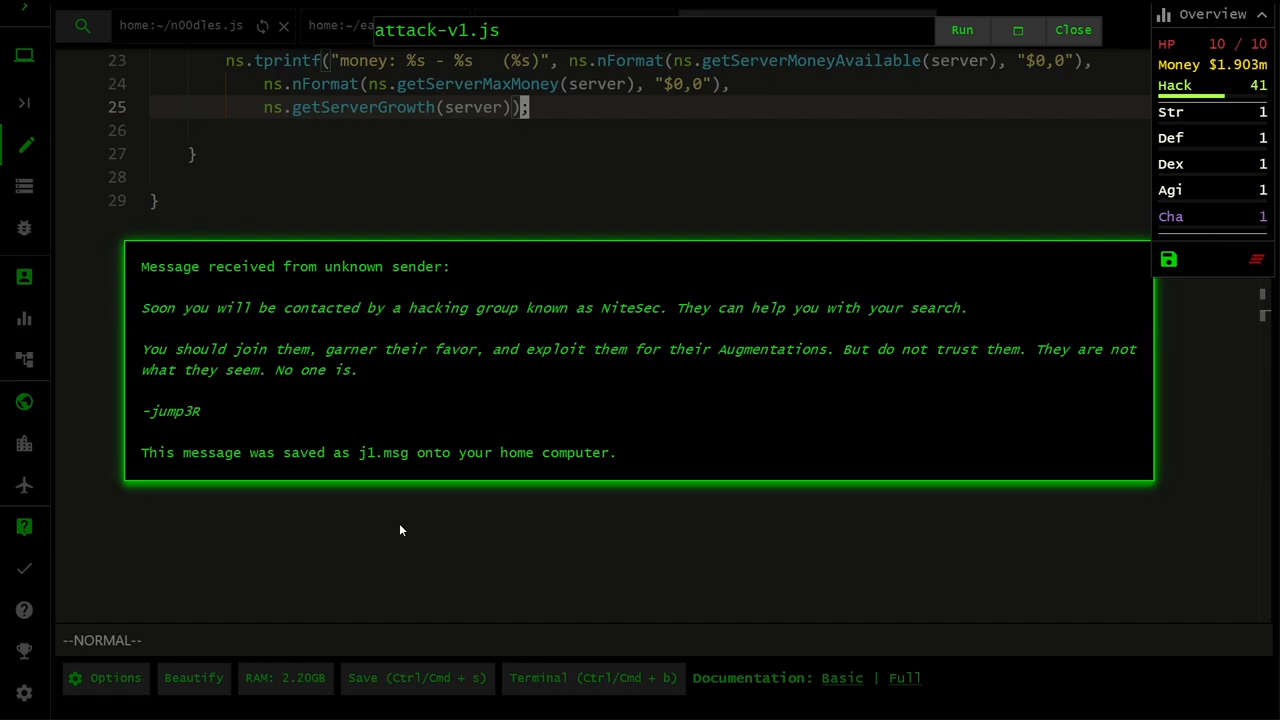 home:~/n00dles.js
home:~/ea
attack-v1.js
Run
Close
Overview
HP 10 / 10
Money $1.903m
Hack 41
Str 1
Def 1
Dex 1
Agi 1
Cha 1
23 ns.tprintf("money: %s - %s (%s)", ns.nFormat(ns.getServerMoneyAvailable(server), "$0,0"),
24 ns.nFormat(ns.getServerMaxMoney(server), "$0,0"),
25 ns.getServerGrowth(server));
26
27 }
28
29 }
Message received from unknown sender:
Soon you will be contacted by a hacking group known as NiteSec. They can help you with your search.
You should join them, garner their favor, and exploit them for their Augmentations. But do not trust them. They are not
what they seem. No one is.
-jump3R
This message was saved as j1.msg onto your home computer.
--NORMAL--
Options
Beautify
RAM: 2.20GB
Save (Ctrl/Cmd + s)
Terminal (Ctrl/Cmd + b)
Documentation: Basic | Full